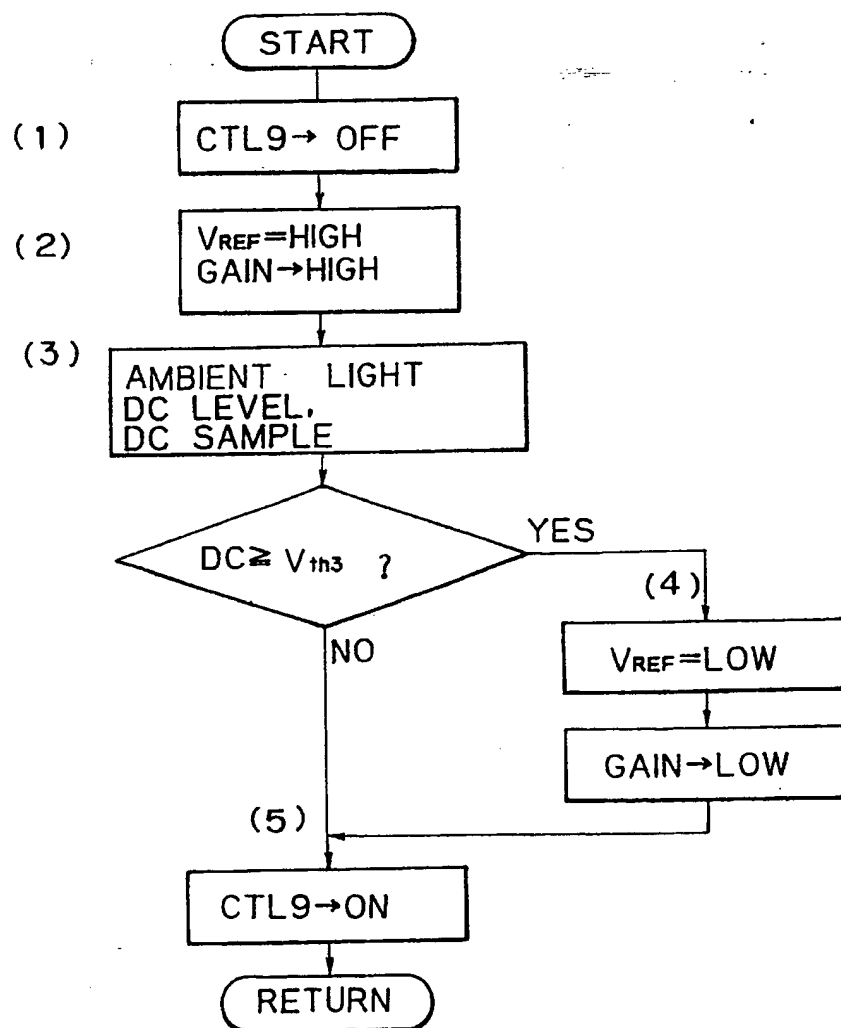 START
(1)
CTL9→ OFF
(2)
VREF=HIGH
GAIN→HIGH
(3)
AMBIENT LIGHT
DC LEVEL,
DC SAMPLE
DC≧ Vth3 ?
YES
NO
(4)
VREF=LOW
GAIN→LOW
(5)
CTL9→ON
RETURN